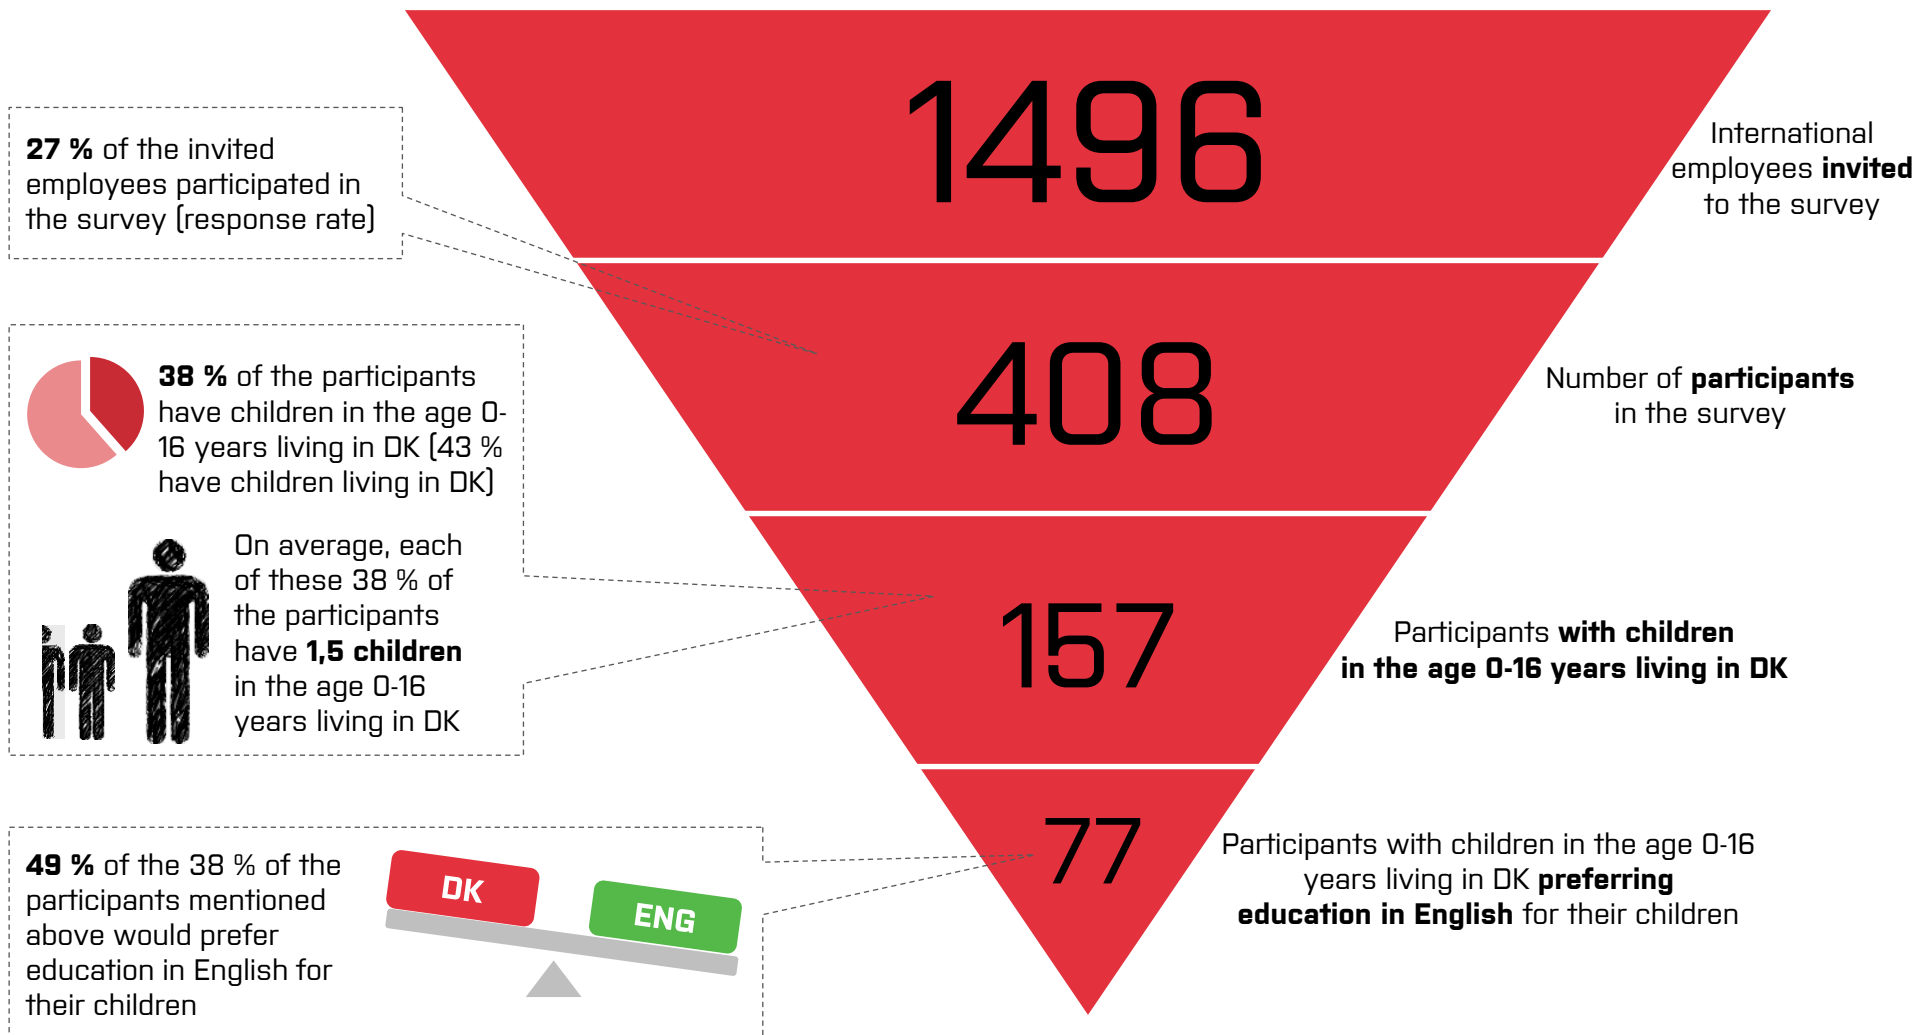 1496
International
employees invited
to the survey
27 % of the invited
employees participated in
the survey (response rate)
408
Number of participants
in the survey
38 % of the participants
have children in the age 0-
16 years living in DK (43 %
have children living in DK)
On average, each
of these 38 % of
the participants
have 1,5 children
in the age 0-16
years living in DK
157
Participants with children
in the age 0-16 years living in DK
77
Participants with children in the age 0-16
years living in DK preferring
education in English for their children
49 % of the 38 % of the
participants mentioned
above would prefer
education in English for
their children
DK
ENG